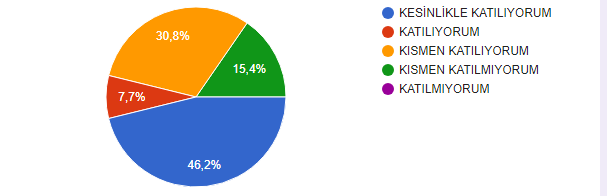 30,8%
15,4%
7,7%
46,2%
KESİNLİKLE KATILIYORUM
KATILIYORUM
KISMEN KATILIYORUM
KISMEN KATILMIYORUM
KATILMIYORUM